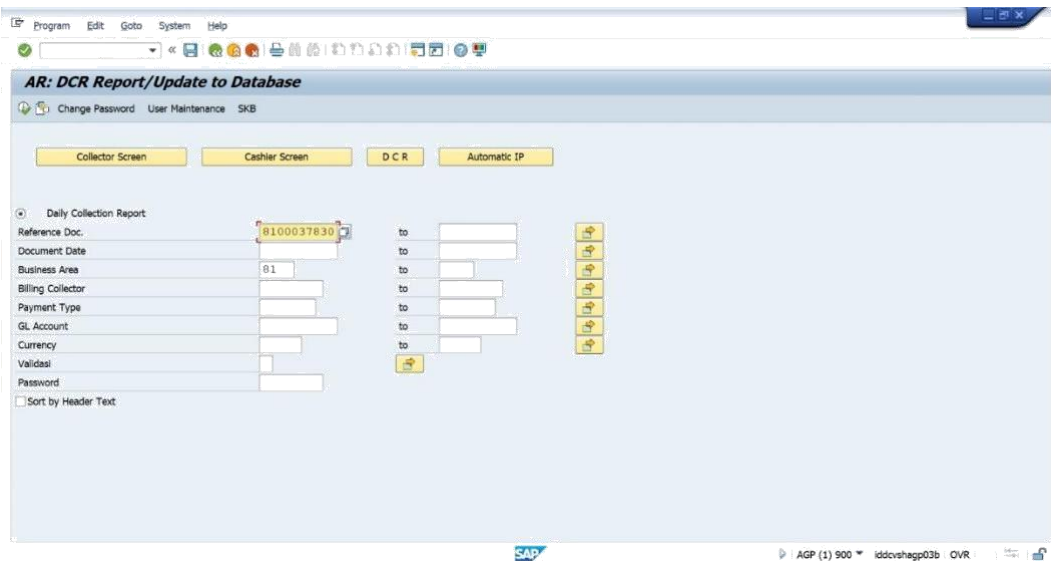 Program Edit Goto System Help
AR: DCR Report/Update to Database
Change Password User Maintenance SKB
Collector Screen Cashier Screen D C R Automatic IP
Daily Collection Report
Reference Doc. 8100037830 to
Document Date to
Business Area 81 to
Billing Collector to
Payment Type to
GL Account to
Currency to
Validasi
Password
Sort by Header Text
SAP AGP (1) 900 iddcvshagp03b OVR